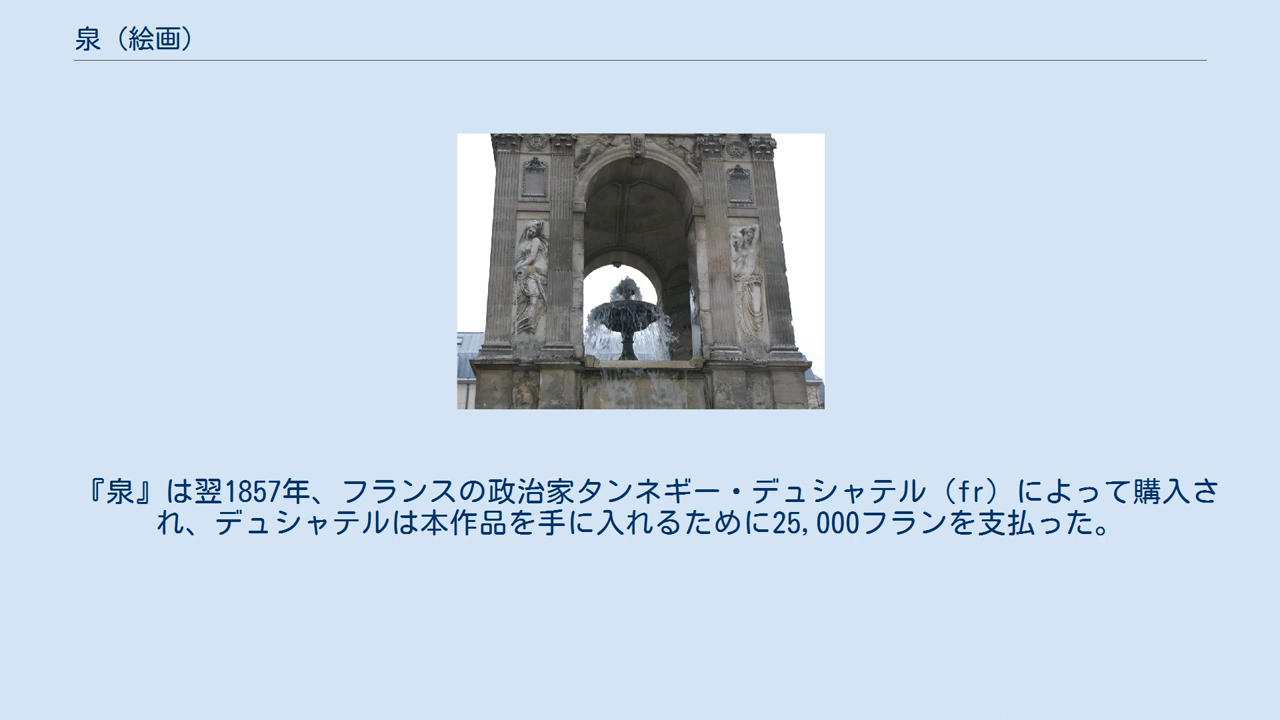 泉（絵画）
『泉』は翌1857年、フランスの政治家タンネギー・デュシャテル（fr）によって購入さ
れ、デュシャテルは本作品を手に入れるために25,000フランを支払った。